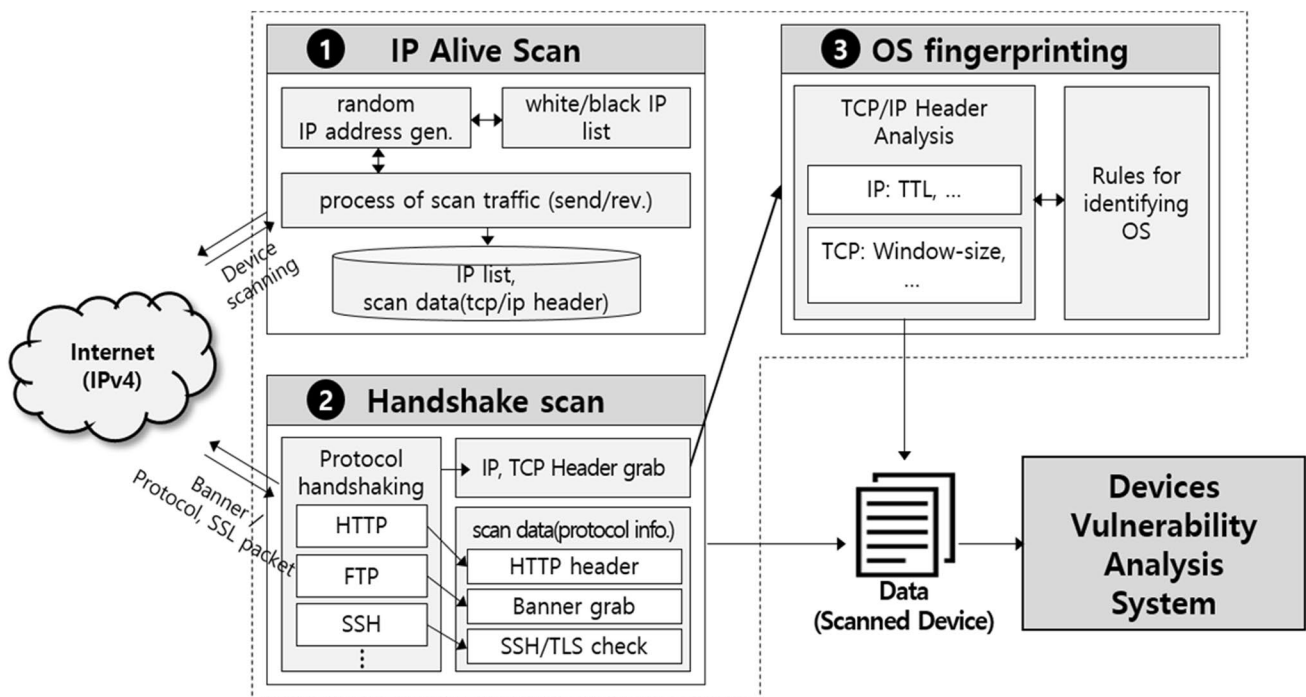 1 IP Alive Scan
random
IP address gen.
white/black IP
list
process of scan traffic (send/rev.)
IP list,
scan data(tcp/ip header)
Device
scanning
Internet
(IPv4)
Banner /
Protocol, SSL packet
2 Handshake scan
Protocol
handshaking
HTTP
FTP
SSH
⋮
IP, TCP Header grab
scan data(protocol info.)
HTTP header
Banner grab
SSH/TLS check
3 OS fingerprinting
TCP/IP Header
Analysis
IP: TTL, ...
TCP: Window-size,
...
Rules for
identifying
OS
Data
(Scanned Device)
Devices
Vulnerability
Analysis
System